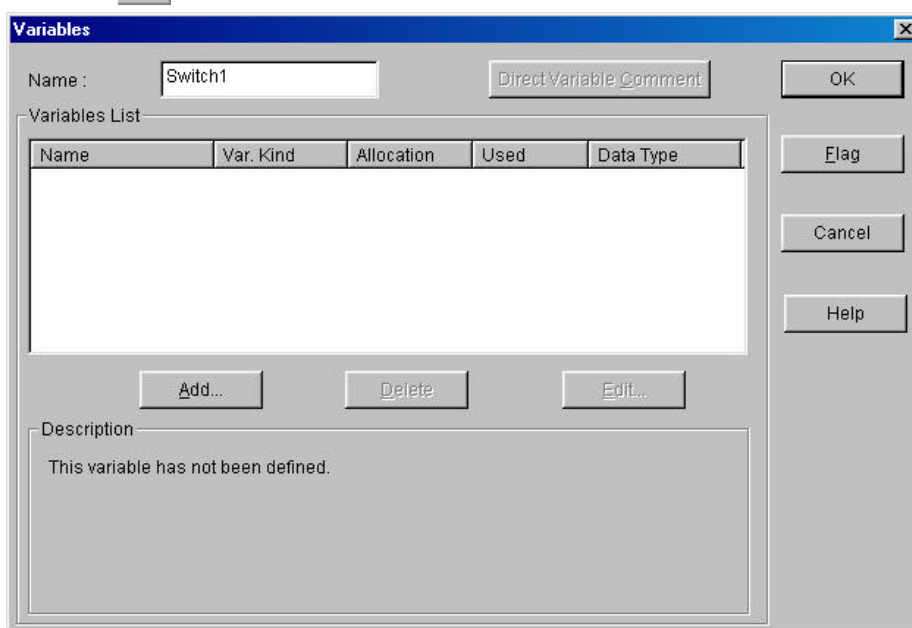 Variables
Name :
Switch1
Direct Variable Comment
OK
Variables List
Name Var. Kind Allocation Used Data Type
Flag
Cancel
Help
Add... Delete Edit...
Description
This variable has not been defined.